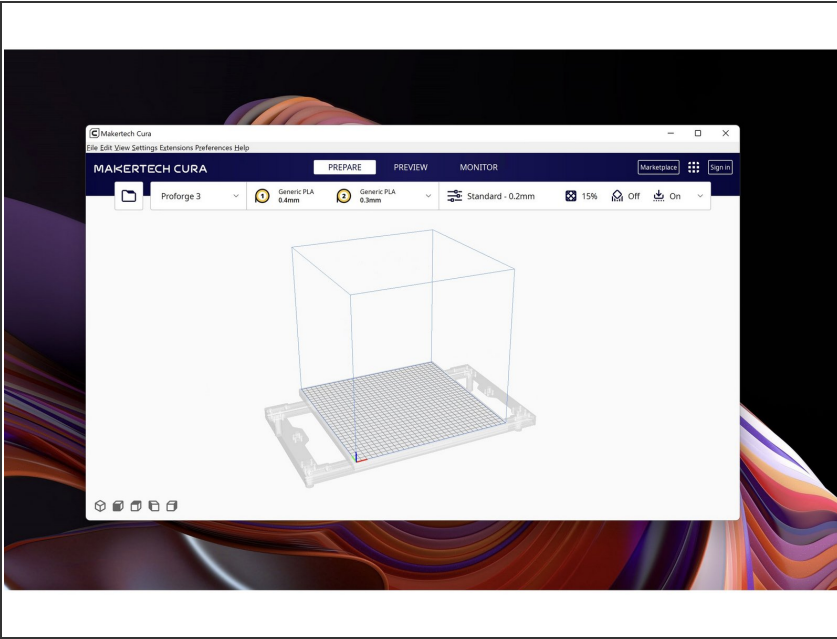 Makertech Cura
File Edit View Settings Extensions Preferences Help
MAKERTECH CURA PREPARE PREVIEW MONITOR Marketplace Sign in
Proforge 3 1 Generic PLA 2 Generic PLA Standard - 0.2mm 15% Off On
0.4mm 0.3mm